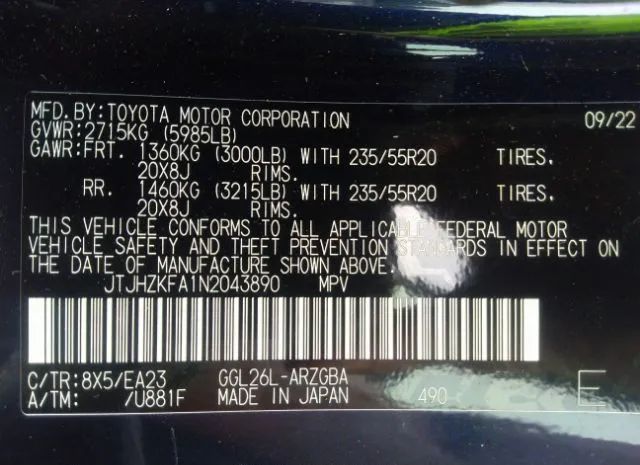 MFD.BY:TOYOTA MOTOR CORPORATION 09/22
GVWR:2715KG (5985LB)
GAWR:FRT. 1360KG (3000LB) WITH 235/55R20 TIRES.
20X8J RIMS.
RR. 1460KG (3215LB) WITH 235/55R20 TIRES.
20X8J RIMS.
THIS VEHICLE CONFORMS TO ALL APPLICABLE FEDERAL MOTOR
VEHICLE SAFETY AND THEFT PREVENTION STANDARDS IN EFFECT ON
THE DATE OF MANUFACTURE SHOWN ABOVE.
JTJHZKFA1N2043890 MPV
C/TR:8X5/EA23 GGL26L-ARZGBA
A/TM: /U881F MADE IN JAPAN 490 E